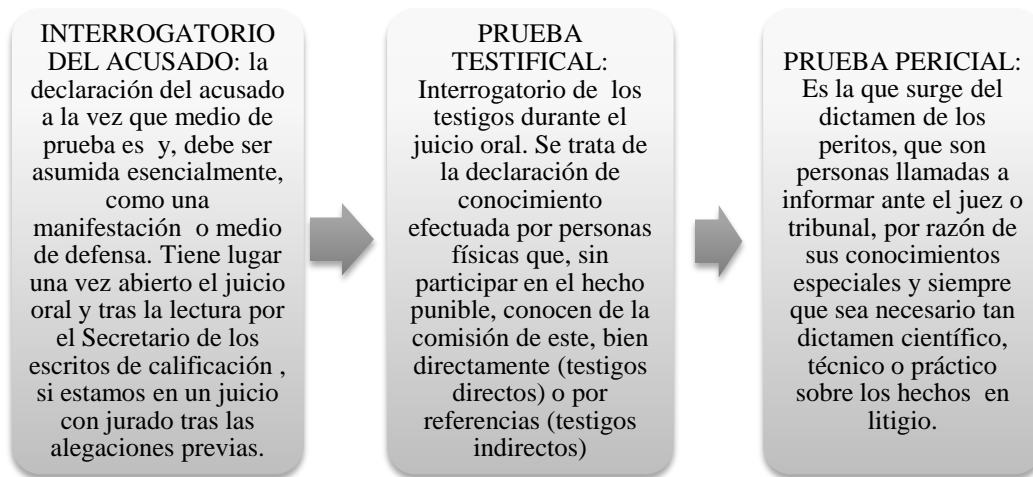 INTERROGATORIO
DEL ACUSADO: la
declaración del acusado
a la vez que medio de
prueba es y, debe ser
asumida esencialmente,
como una
manifestación o medio
de defensa. Tiene lugar
una vez abierto el juicio
oral y tras la lectura por
el Secretario de los
escritos de calificación ,
si estamos en un juicio
con jurado tras las
alegaciones previas.
PRUEBA
TESTIFICAL:
Interrogatorio de los
testigos durante el
juicio oral. Se trata de
la declaración de
conocimiento
efectuada por personas
físicas que, sin
participar en el hecho
punible, conocen de la
comisión de este, bien
directamente (testigos
directos) o por
referencias (testigos
indirectos)
PRUEBA PERICIAL:
Es la que surge del
dictamen de los
peritos, que son
personas llamadas a
informar ante el juez o
tribunal, por razón de
sus conocimientos
especiales y siempre
que sea necesario tan
dictamen científico,
técnico o práctico
sobre los hechos en
litigio.